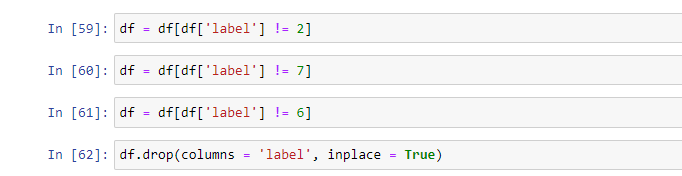 In [59]: df = df[df['label'] != 2]
In [60]: df = df[df['label'] != 7]
In [61]: df = df[df['label'] != 6]
In [62]: df.drop(columns = 'label', inplace = True)